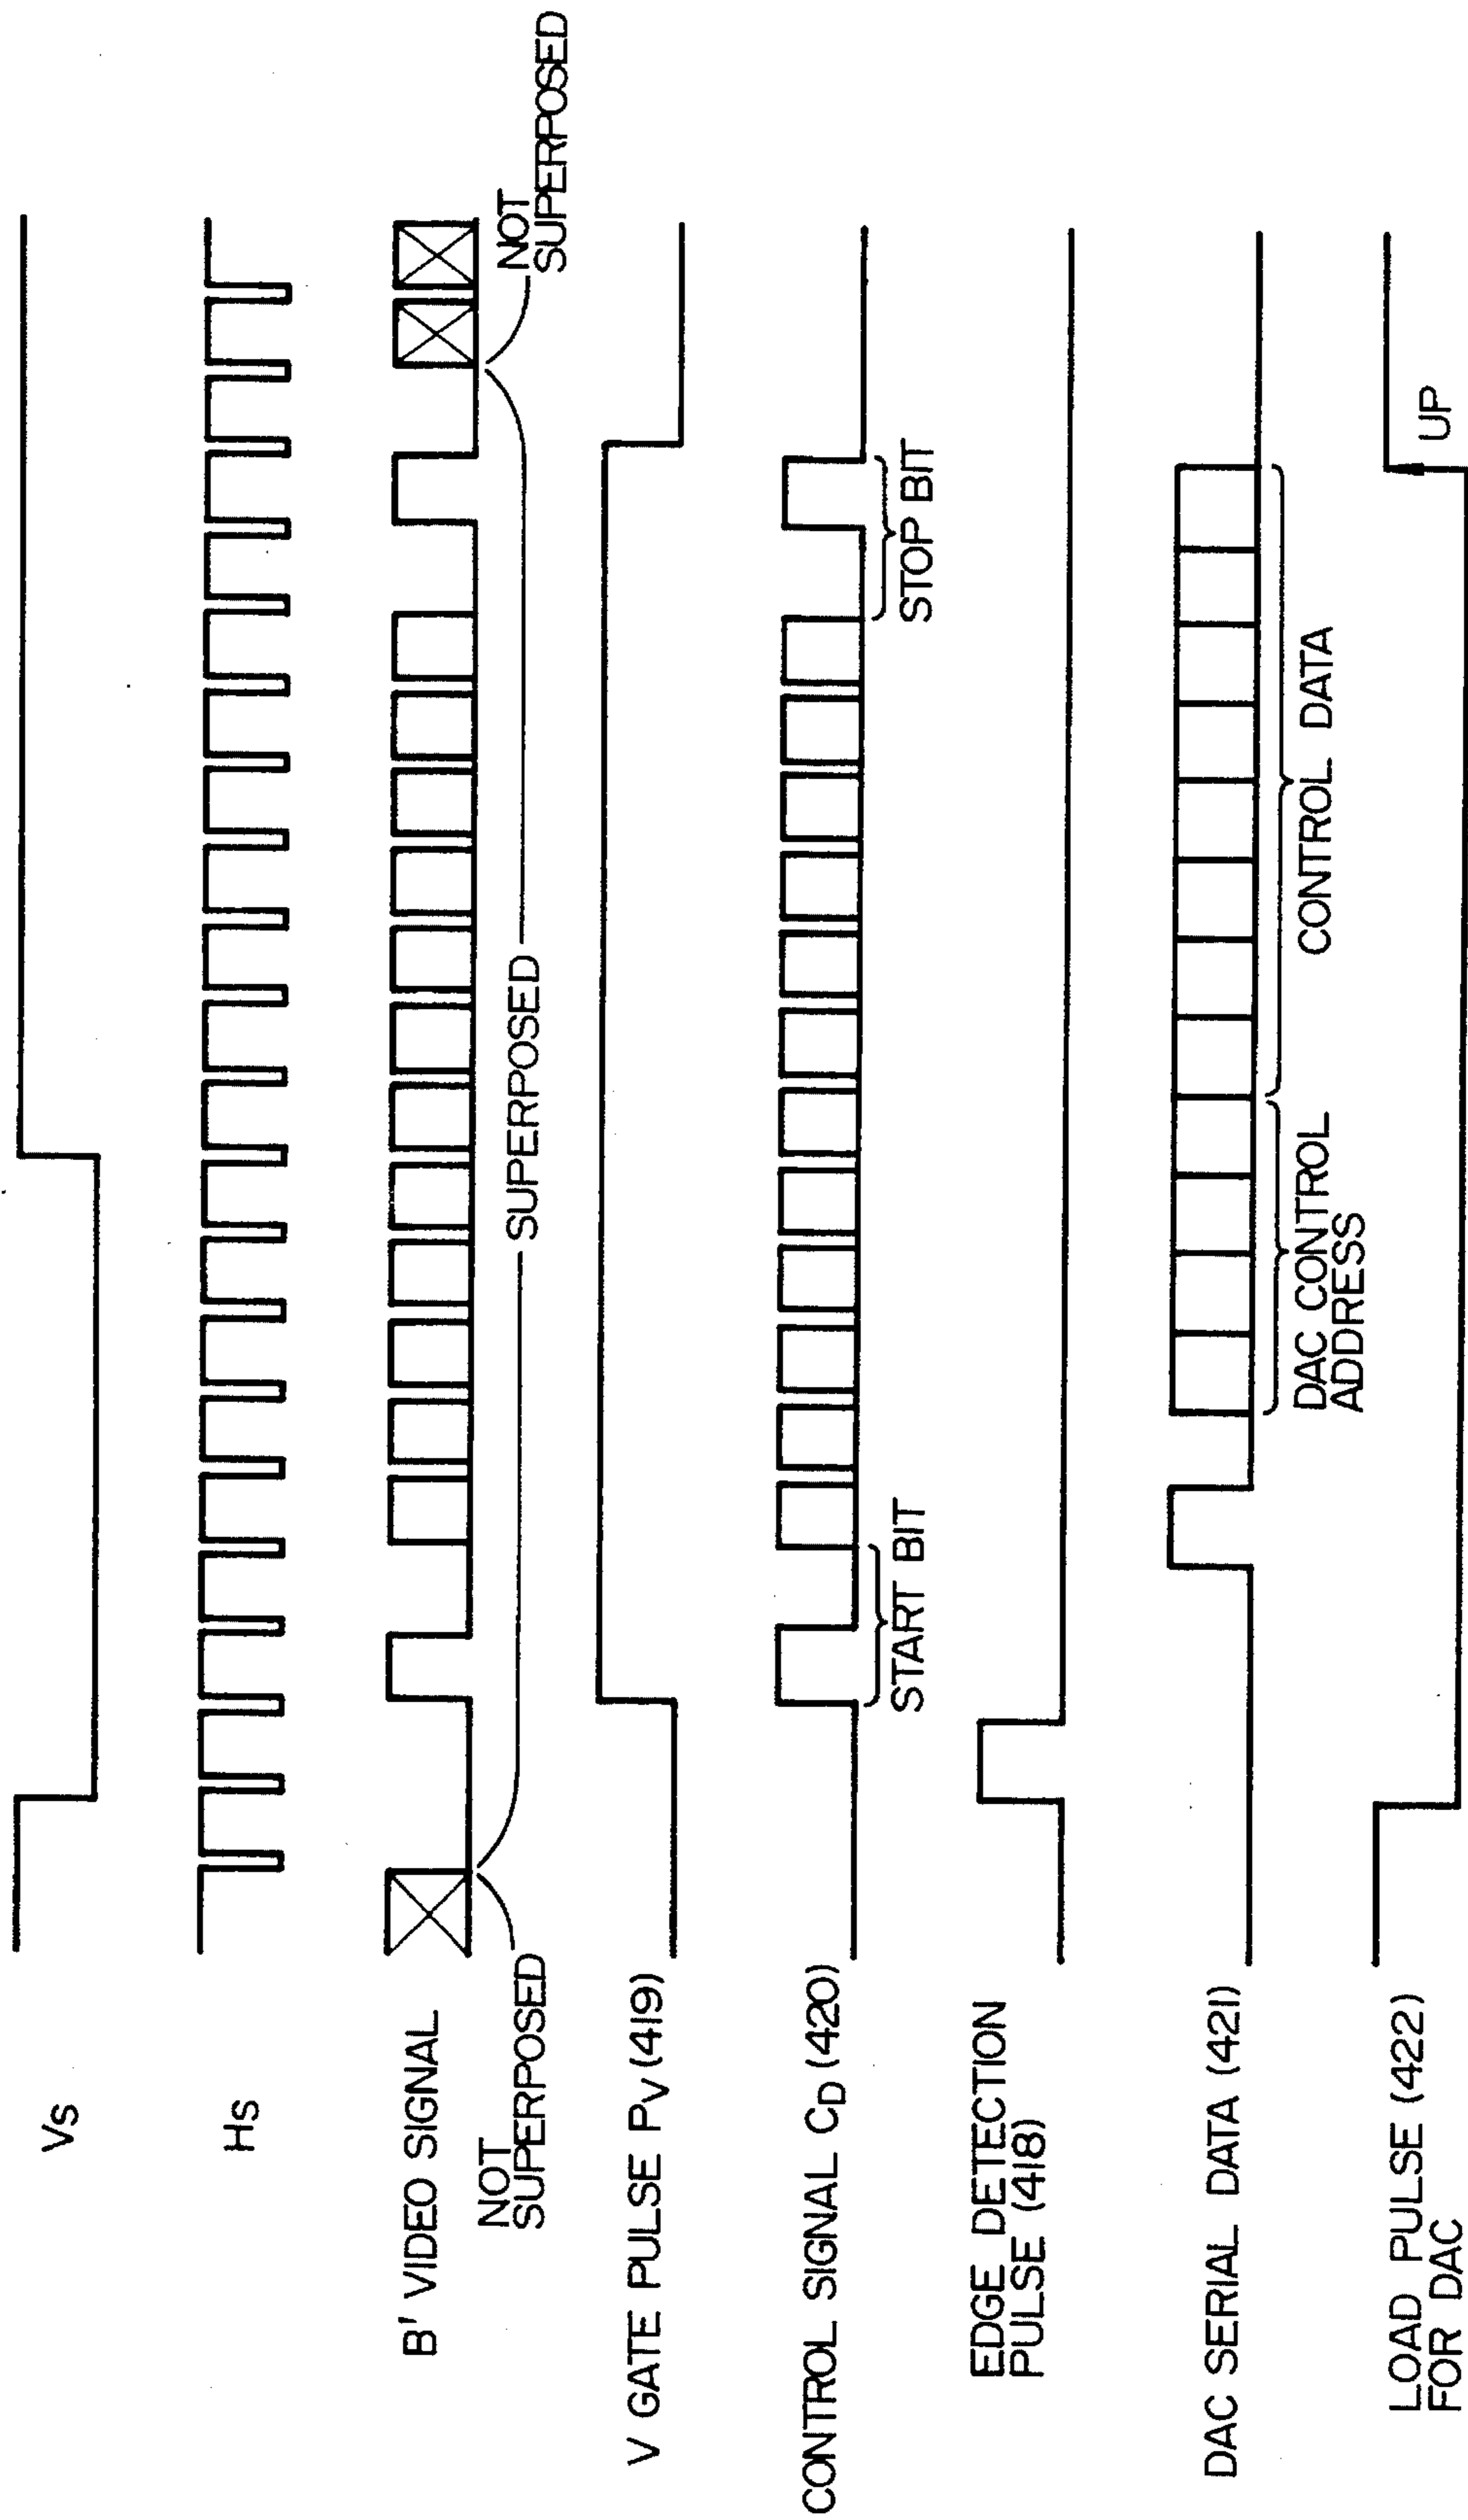 Vs
Hs
B' VIDEO SIGNAL
NOT
SUPERPOSED
SUPERPOSED
NOT
SUPERPOSED
V GATE PULSE PV (419)
CONTROL SIGNAL CD (420)
START BIT
STOP BIT
EDGE DETECTION
PULSE (418)
DAC SERIAL DATA (421)
DAC CONTROL
ADDRESS
CONTROL DATA
LOAD PULSE (422)
FOR DAC
UP